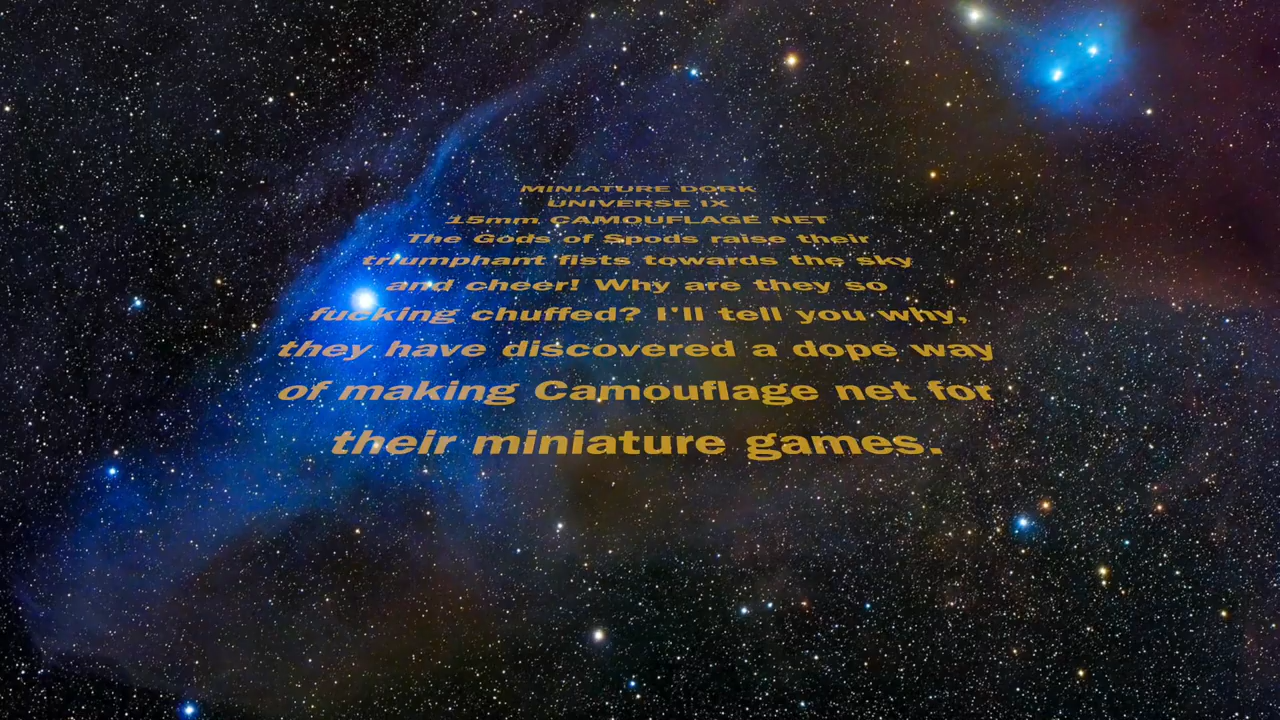 MINIATURE DORK
UNIVERSE IX
15mm CAMOUFLAGE NET
The Gods of Spods raise their
triumphant fists towards the sky
and cheer! Why are they so
fucking chuffed? I'll tell you why,
they have discovered a dope way
of making Camouflage net for
their miniature games.